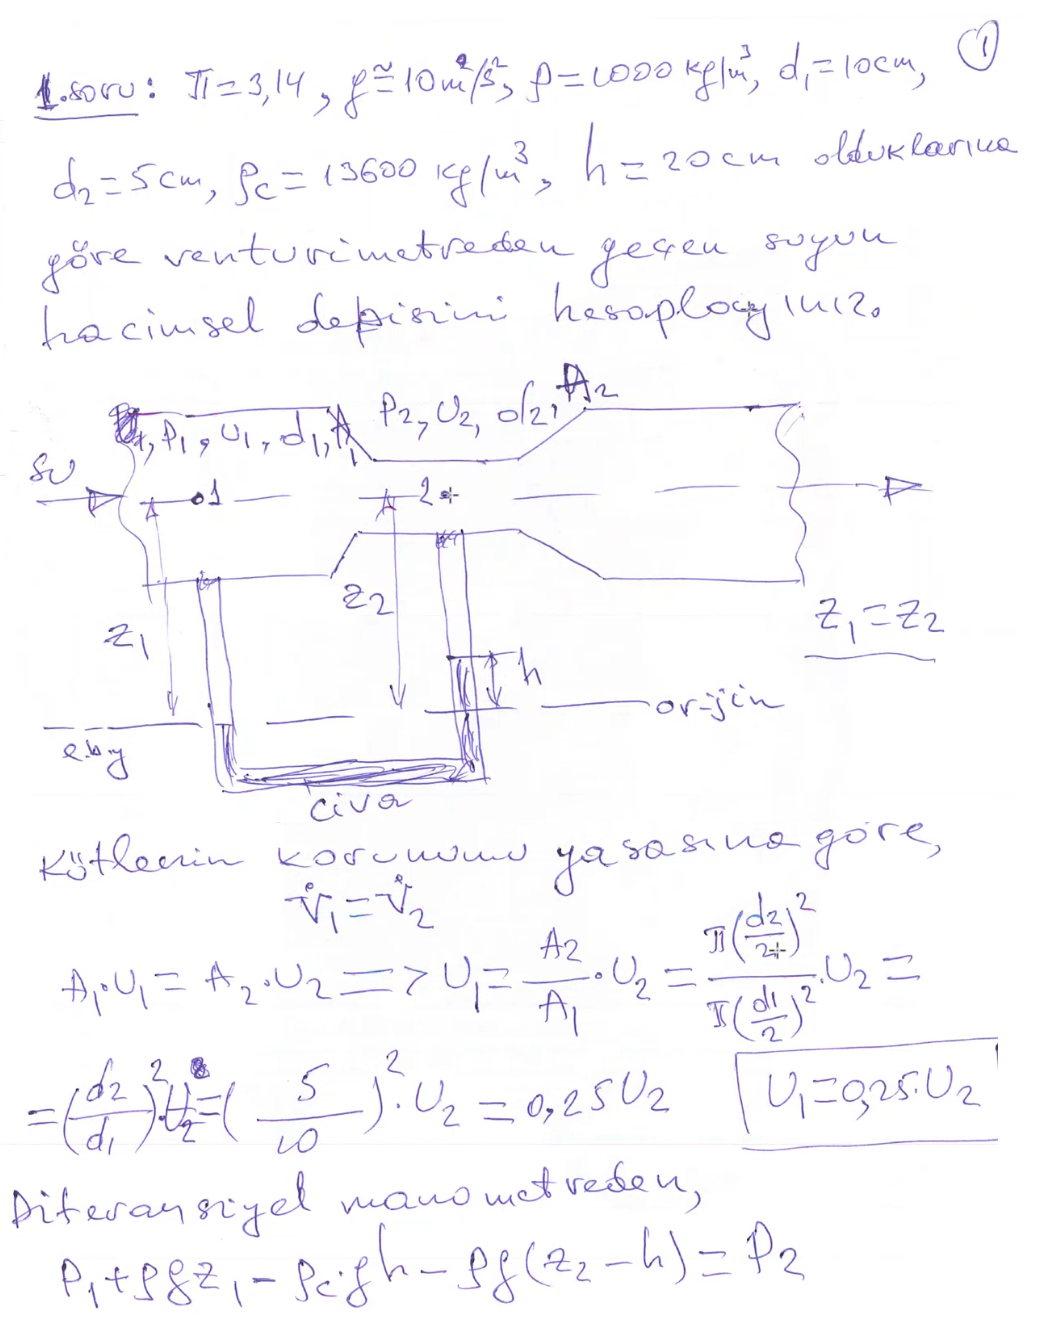 1
1.soru: π=3,14, g≅10m/s², ρ=1000 kg/m³, d₁=10cm,
d₂=5cm, ρc=13600 kg/m³, h=20cm olduklarına
göre venturimetreden geçen suyun
hacimsel debisini hesaplayınız.
P₁, U₁, d₁, A₁ P₂, U₂, d₂, A₂
su
1 2
z₁ z₂ h
Z₁=Z₂
orijin
e.b.y
civa
Kütlenin korunumu yasasına göre,
V̇₁=V̇₂
A₁·U₁=A₂·U₂=>U₁=A₂/A₁·U₂=π(d₂/2)²/π(d₁/2)²·U₂=
=(d₂/d₁)²·U₂=(5/10)²·U₂=0,25U₂ U₁=0,25·U₂
Diferansiyel manometreden,
P₁+ρgz₁-ρc·gh-ρg(z₂-h)=P₂